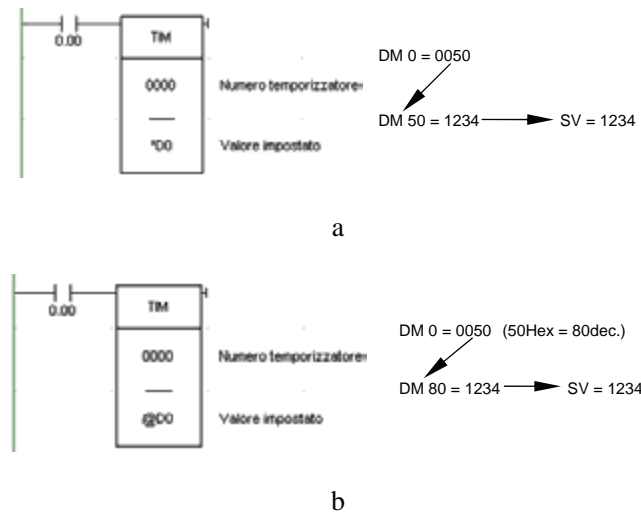 0.00
TIM
0000
Numero temporizzatore=
*D0
Valore impostato
DM 0 = 0050
DM 50 = 1234
SV = 1234
a
0.00
TIM
0000
Numero temporizzatore=
@D0
Valore impostato
DM 0 = 0050 (50Hex = 80dec.)
DM 80 = 1234
SV = 1234
b